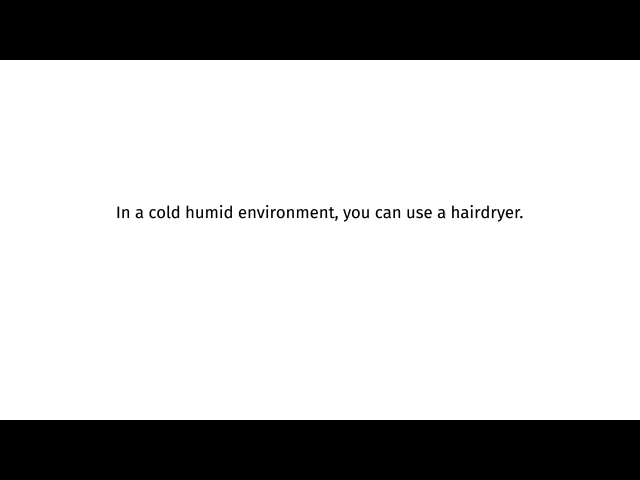 In a cold humid environment, you can use a hairdryer.